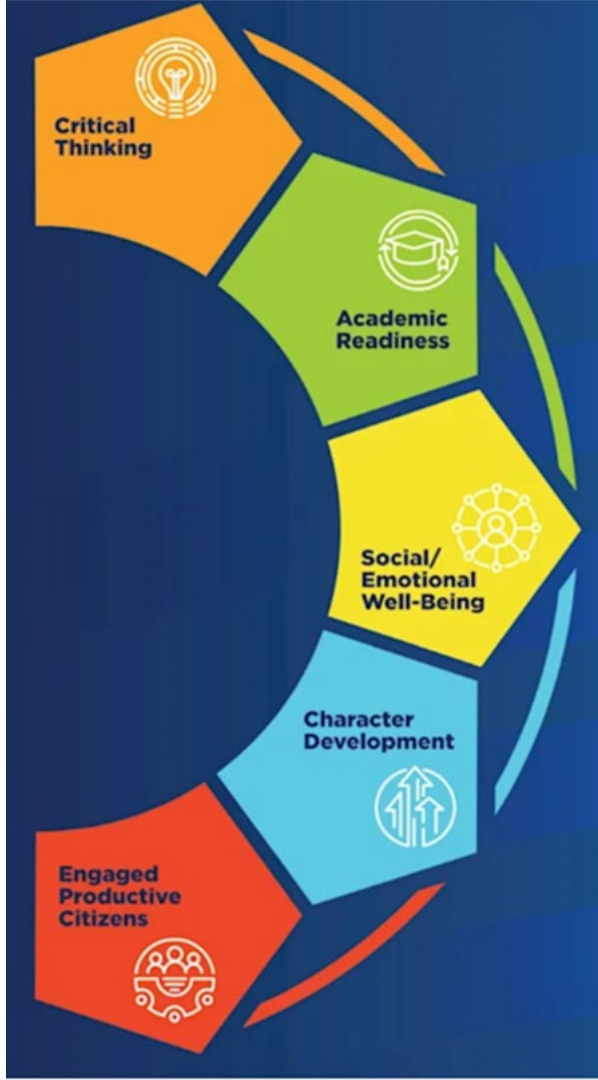 Critical
Thinking
Academic
Readiness
Social/
Emotional
Well-Being
Character
Development
Engaged
Productive
Citizens